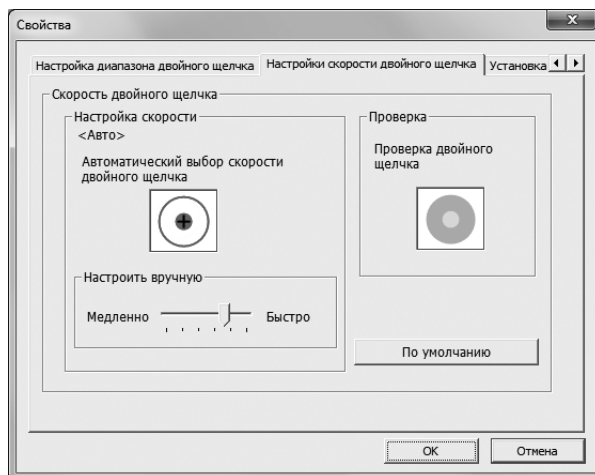 Свойства
Настройка диапазона двойного щелчка
Настройки скорости двойного щелчка
Установка
Скорость двойного щелчка
Настройка скорости
<Авто>
Автоматический выбор скорости
двойного щелчка
Настроить вручную
Медленно
Быстро
Проверка
Проверка двойного
щелчка
По умолчанию
OK
Отмена